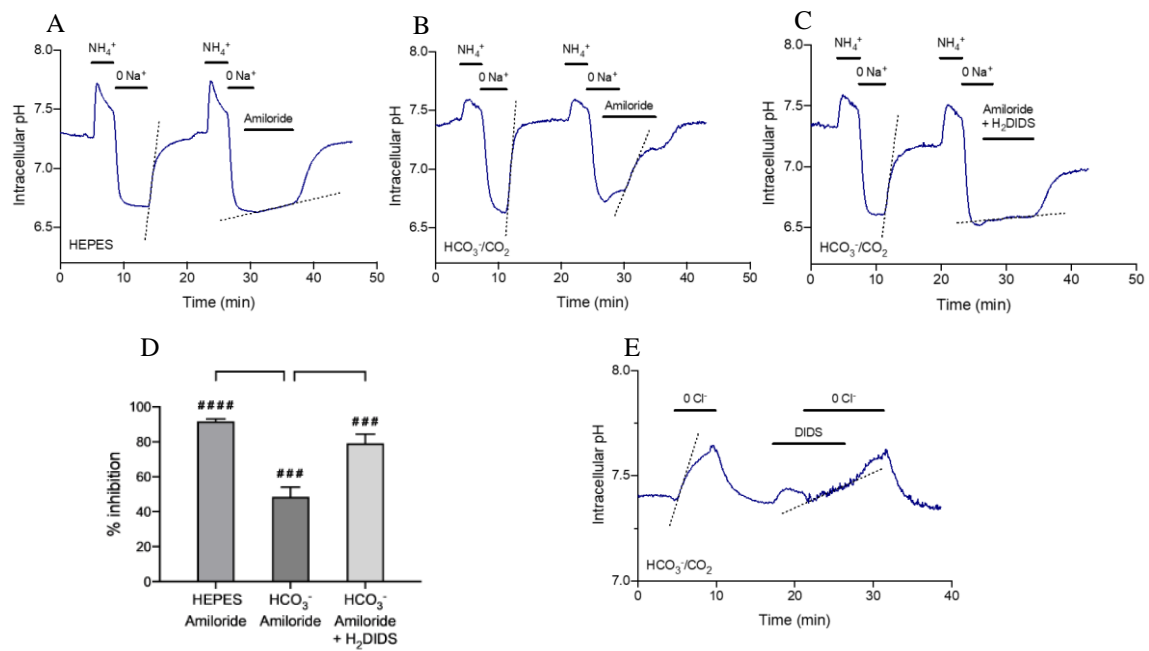 A
NH₄⁺
NH₄⁺
0 Na⁺
0 Na⁺
Amiloride
8.0
7.5
7.0
6.5
Intracellular pH
HEPES
0
10
20
30
40
50
Time (min)
B
NH₄⁺
NH₄⁺
0 Na⁺
0 Na⁺
Amiloride
8.0
7.5
7.0
6.5
Intracellular pH
HCO₃⁻/CO₂
0
10
20
30
40
50
Time (min)
C
NH₄⁺
NH₄⁺
0 Na⁺
0 Na⁺
Amiloride
+ H₂DIDS
8.0
7.5
7.0
6.5
Intracellular pH
HCO₃⁻/CO₂
0
10
20
30
40
50
Time (min)
D
100
80
60
40
20
0
% inhibition
####
###
###
HEPES
Amiloride
HCO₃⁻
Amiloride
HCO₃⁻
Amiloride
+ H₂DIDS
E
0 Cl⁻
0 Cl⁻
DIDS
8.0
7.5
7.0
Intracellular pH
HCO₃⁻/CO₂
0
10
20
30
40
Time (min)